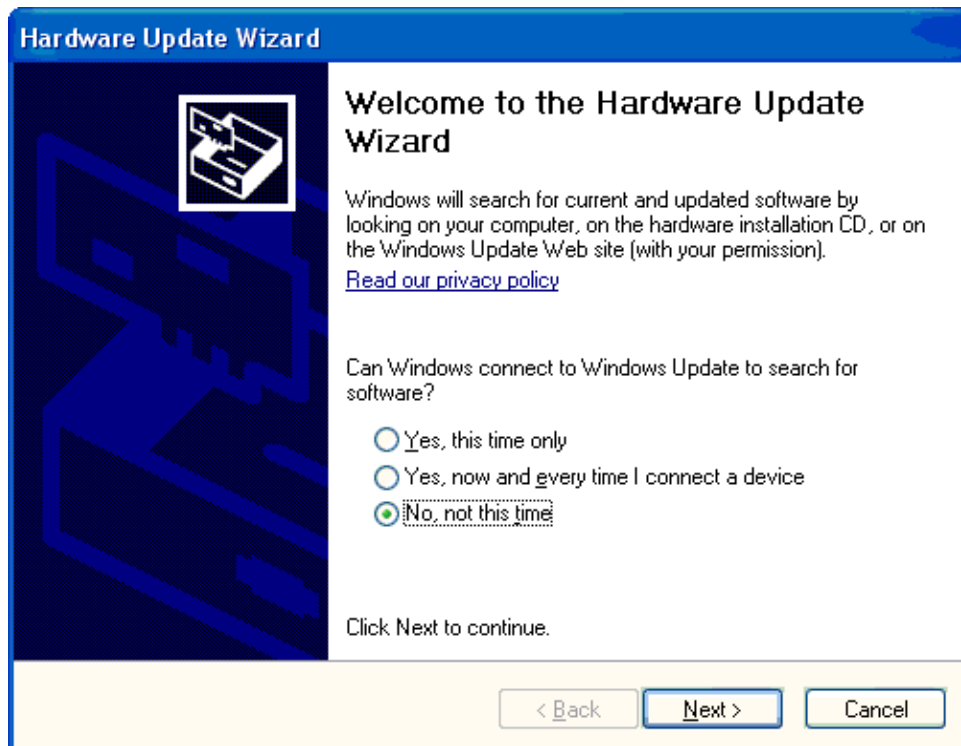 Hardware Update Wizard
Welcome to the Hardware Update
Wizard
Windows will search for current and updated software by
looking on your computer, on the hardware installation CD, or on
the Windows Update Web site (with your permission).
Read our privacy policy
Can Windows connect to Windows Update to search for
software?
Yes, this time only
Yes, now and every time I connect a device
No, not this time
Click Next to continue.
< Back
Next >
Cancel